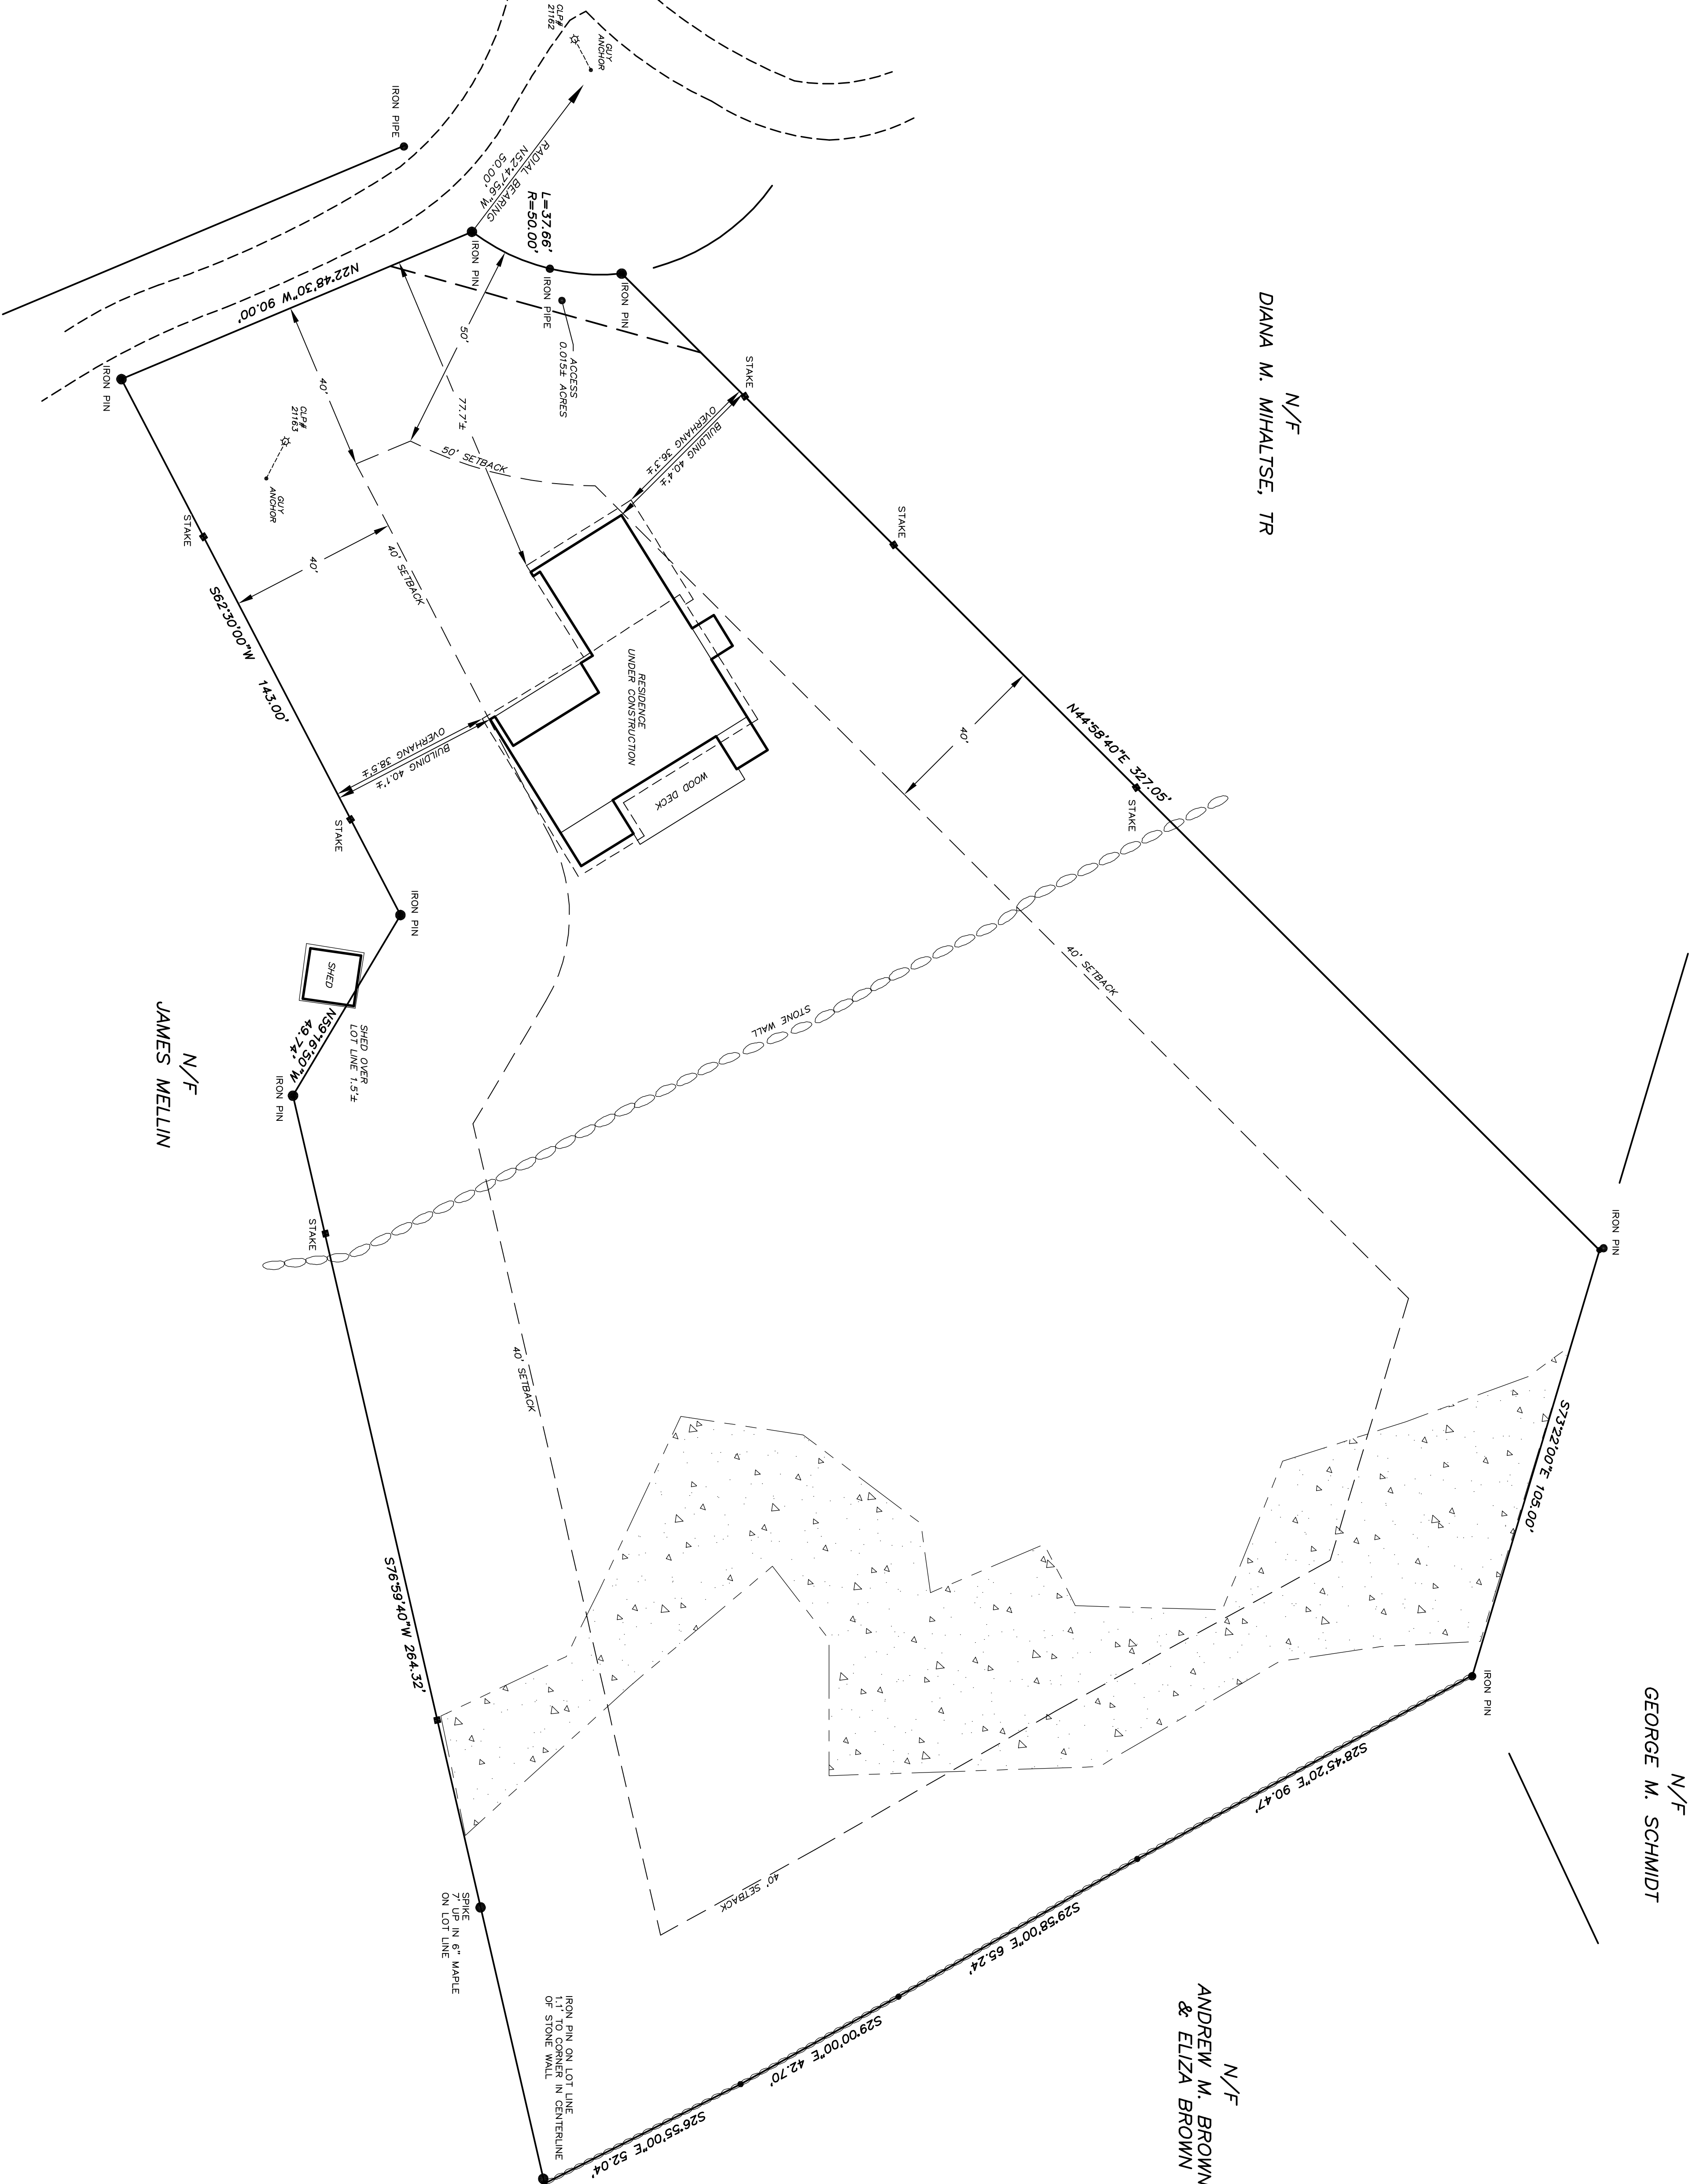 CLP#
21162
GUY
ANCHOR
IRON PIPE
RADIAL BEARING
N52°47'56"W
50.00'
L=37.66'
R=50.00'
IRON PIN
IRON PIPE
IRON PIN
ACCESS
0.015± ACRES
N22°48'30"W 90.00'
IRON PIN
50'
40'
77.7'±
CLP#
21163
GUY
ANCHOR
50' SETBACK
STAKE
OVERHANG 36.3'±
BUILDING 40.4'±
STAKE
N/F
DIANA M. MIHALTSE, TR
STAKE
40'
40' SETBACK
S62°30'00"W 143.00'
RESIDENCE
UNDER CONSTRUCTION
WOOD DECK
OVERHANG 38.5'±
BUILDING 40.1'±
STAKE
40'
N44°58'40"E 327.05'
STAKE
IRON PIN
SHED
SHED OVER
LOT LINE 1.5'±
N59°16'50"W
49.74'
IRON PIN
N/F
JAMES MELLIN
STONE WALL
40' SETBACK
STAKE
IRON PIN
40' SETBACK
S73°22'00"E 105.00'
S76°59'40"W 264.32'
IRON PIN
N/F
GEORGE M. SCHMIDT
S28°45'20"E 90.47'
40' SETBACK
SPIKE
7' UP IN 6" MAPLE
ON LOT LINE
S29°58'00"E 65.24'
S29°00'00"E 42.70'
IRON PIN ON LOT LINE
1.1' TO CORNER IN CENTERLINE
OF STONE WALL
S26°55'00"E 52.04'
N/F
ANDREW M. BROWN
& ELIZA BROWN